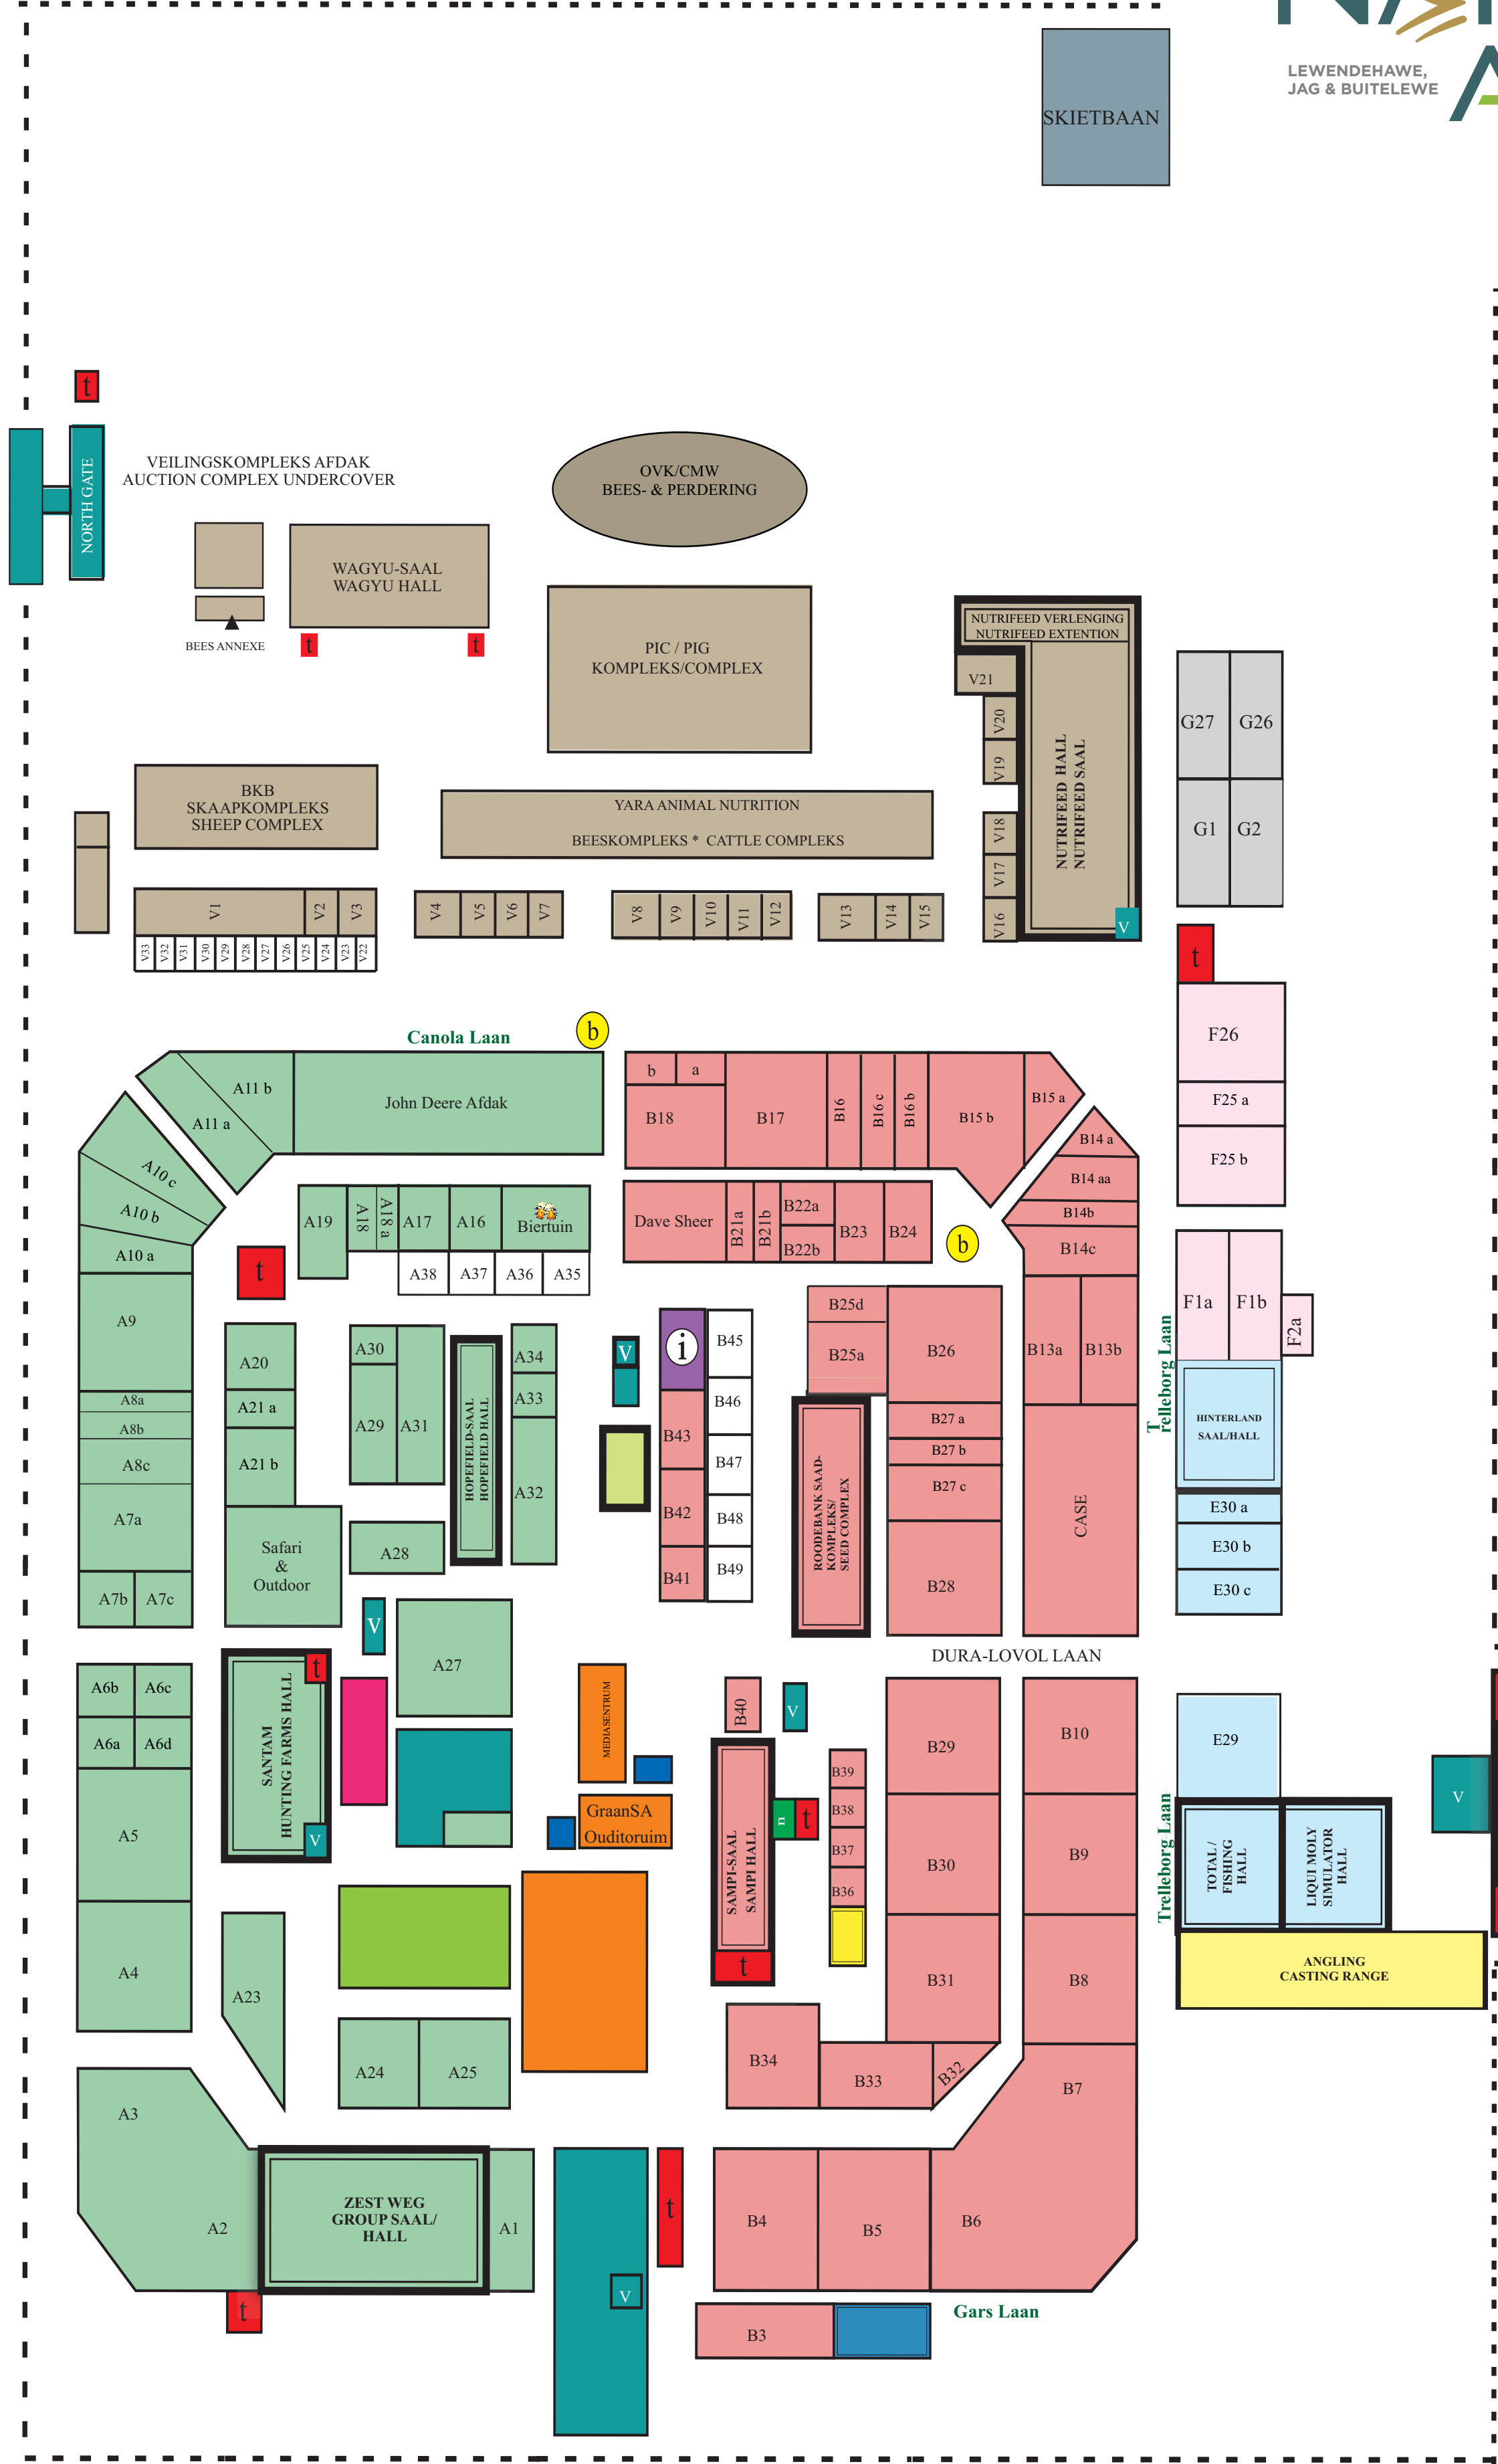 LEWENDEHAWE,
JAG & BUITELEWE
SKIETBAAN
t
NORTH GATE
VEILINGSKOMPLEKS AFDAK
AUCTION COMPLEX UNDERCOVER
OVK/CMW
BEES- & PERDERING
WAGYU-SAAL
WAGYU HALL
BEES ANNEXE
t
t
PIC / PIG
KOMPLEKS/COMPLEX
NUTRIFEED VERLENGING
NUTRIFEED EXTENTION
V21
V20
V19
V18
V17
V16
NUTRIFEED HALL
NUTRIFEED SAAL
V
G27
G26
G1
G2
BKB
SKAAPKOMPLEKS
SHEEP COMPLEX
YARA ANIMAL NUTRITION
BEESKOMPLEKS * CATTLE COMPLEKS
V1
V2
V3
V4
V5
V6
V7
V8
V9
V10
V11
V12
V13
V14
V15
V33
V32
V31
V30
V29
V28
V27
V26
V25
V24
V23
V22
t
F26
F25 a
F25 b
Canola Laan
b
A11 b
A11 a
John Deere Afdak
b
a
B18
B17
B16
B16 c
B16 b
B15 b
B15 a
B14 a
B14 aa
B14b
B14c
A10 c
A10 b
A10 a
A19
A18
A18 a
A17
A16
Biertuin
A38
A37
A36
A35
Dave Sheer
B21a
B21b
B22a
B22b
B23
B24
b
t
A9
A8a
A8b
A8c
A7a
A7b
A7c
A20
A21 a
A21 b
Safari
&
Outdoor
A30
A29
A31
A28
HOPEFIELD-SAAL
HOPEFIELD HALL
A34
A33
A32
V
i
B43
B42
B41
B45
B46
B47
B48
B49
B25d
B25a
B26
B27 a
B27 b
B27 c
B28
ROODEBANK SAAD-
KOMPLEKS/
SEED COMPLEX
B13a
B13b
CASE
Trelleborg Laan
F1a
F1b
F2a
HINTERLAND
SAAL/HALL
E30 a
E30 b
E30 c
DURA-LOVOL LAAN
V
A27
A6b
A6c
A6a
A6d
A5
A4
SANTAM
HUNTING FARMS HALL
t
V
MEDIASENTRUM
GraanSA
Ouditoruim
B40
V
SAMPI-SAAL
SAMPI HALL
n
t
t
B39
B38
B37
B36
B29
B30
B31
B10
B9
B8
Trelleborg Laan
E29
TOTAL /
FISHING
HALL
LIQUI MOLY
SIMULATOR
HALL
V
ANGLING
CASTING RANGE
A23
A24
A25
B34
B33
B32
B7
A3
A2
ZEST WEG
GROUP SAAL/
HALL
A1
t
V
t
B4
B5
B6
B3
Gars Laan